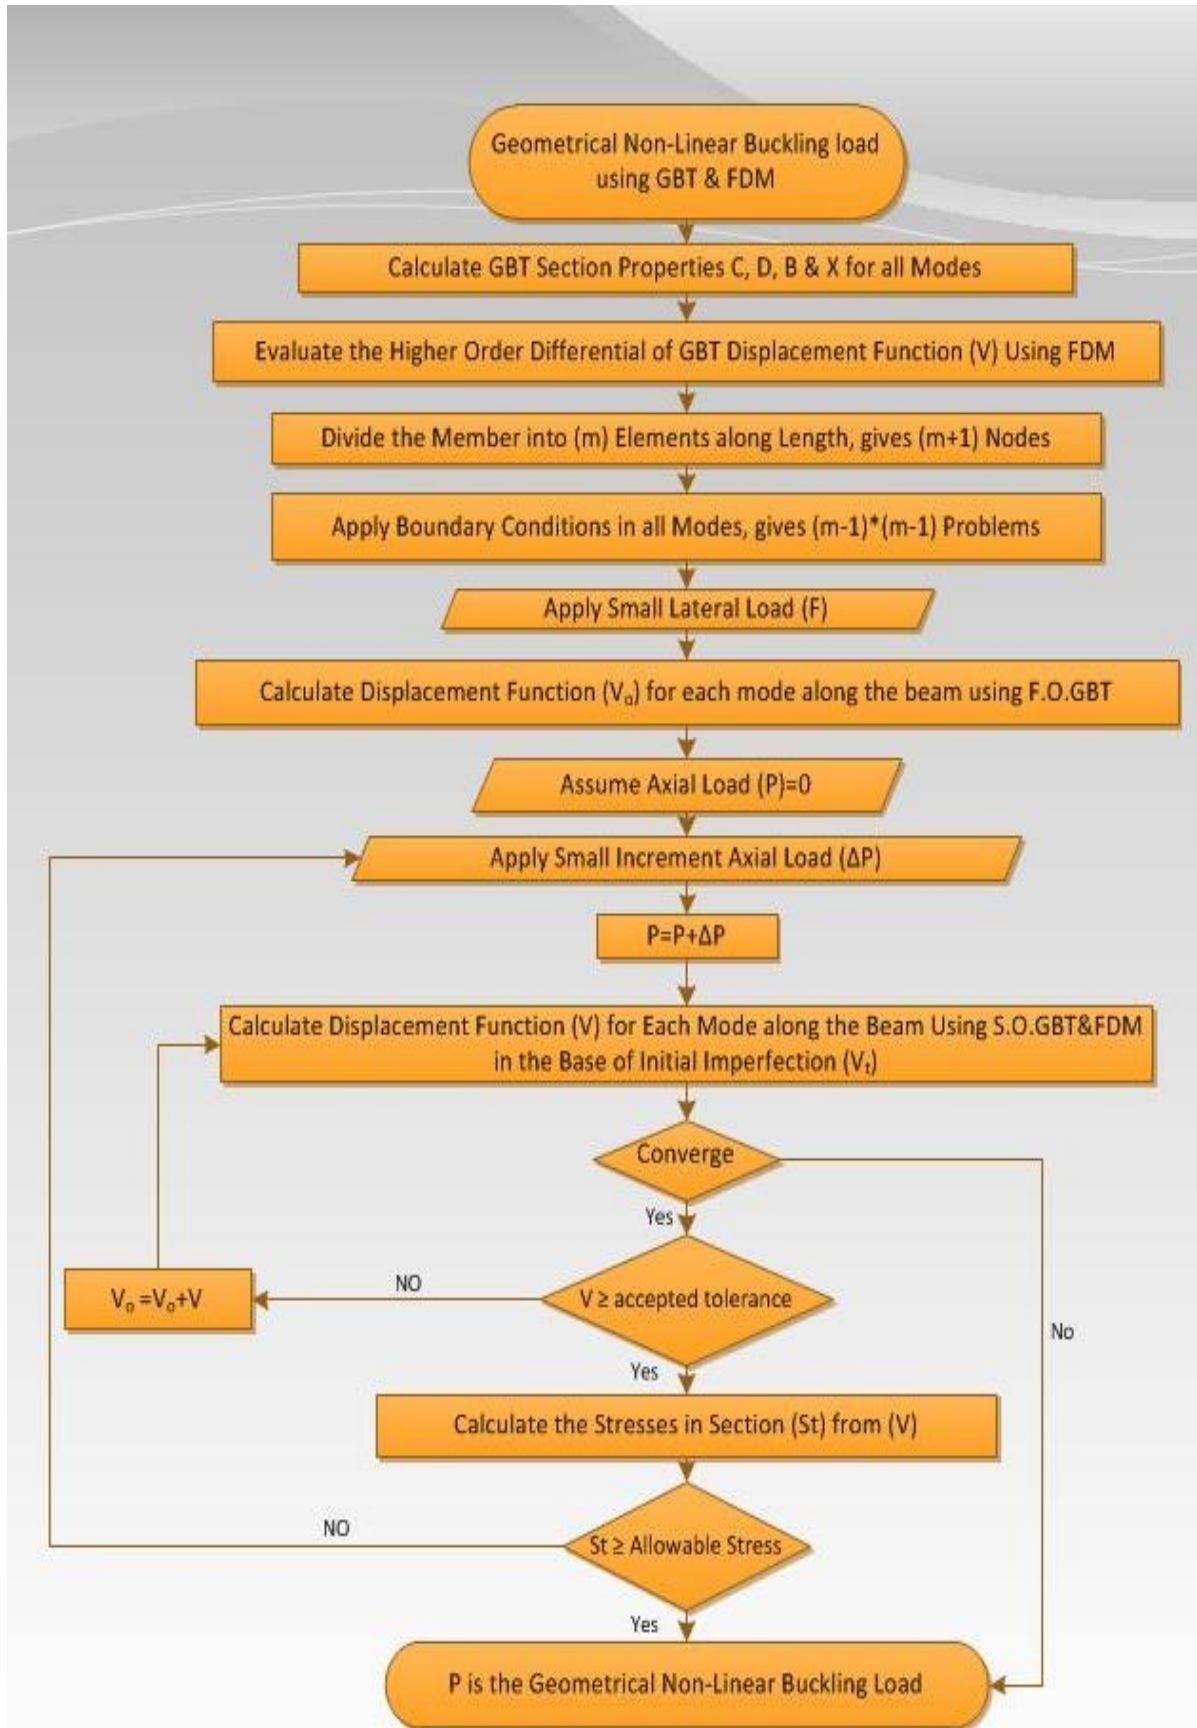 Geometrical Non-Linear Buckling load
using GBT & FDM
Calculate GBT Section Properties C, D, B & X for all Modes
Evaluate the Higher Order Differential of GBT Displacement Function (V) Using FDM
Divide the Member into (m) Elements along Length, gives (m+1) Nodes
Apply Boundary Conditions in all Modes, gives (m-1)*(m-1) Problems
Apply Small Lateral Load (F)
Calculate Displacement Function (Vₒ) for each mode along the beam using F.O.GBT
Assume Axial Load (P)=0
Apply Small Increment Axial Load (ΔP)
P=P+ΔP
Calculate Displacement Function (V) for Each Mode along the Beam Using S.O.GBT&FDM
in the Base of Initial Imperfection (Vₜ)
Converge
Yes
Vₒ =Vₒ+V
NO
V ≥ accepted tolerance
No
Yes
Calculate the Stresses in Section (St) from (V)
NO
St ≥ Allowable Stress
Yes
P is the Geometrical Non-Linear Buckling Load